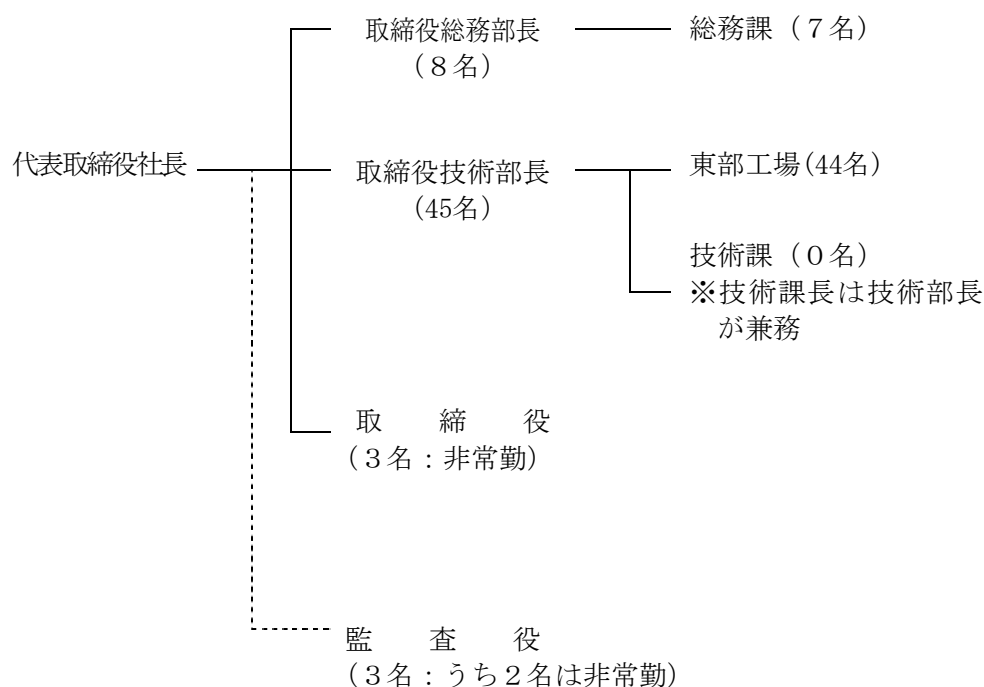 取締役総務部長
（８名）
総務課（７名）
代表取締役社長
取締役技術部長
(45名)
東部工場(44名)
技術課（０名）
※技術課長は技術部長
が兼務
取　締　役
（３名：非常勤）
監　査　役
（３名：うち２名は非常勤）